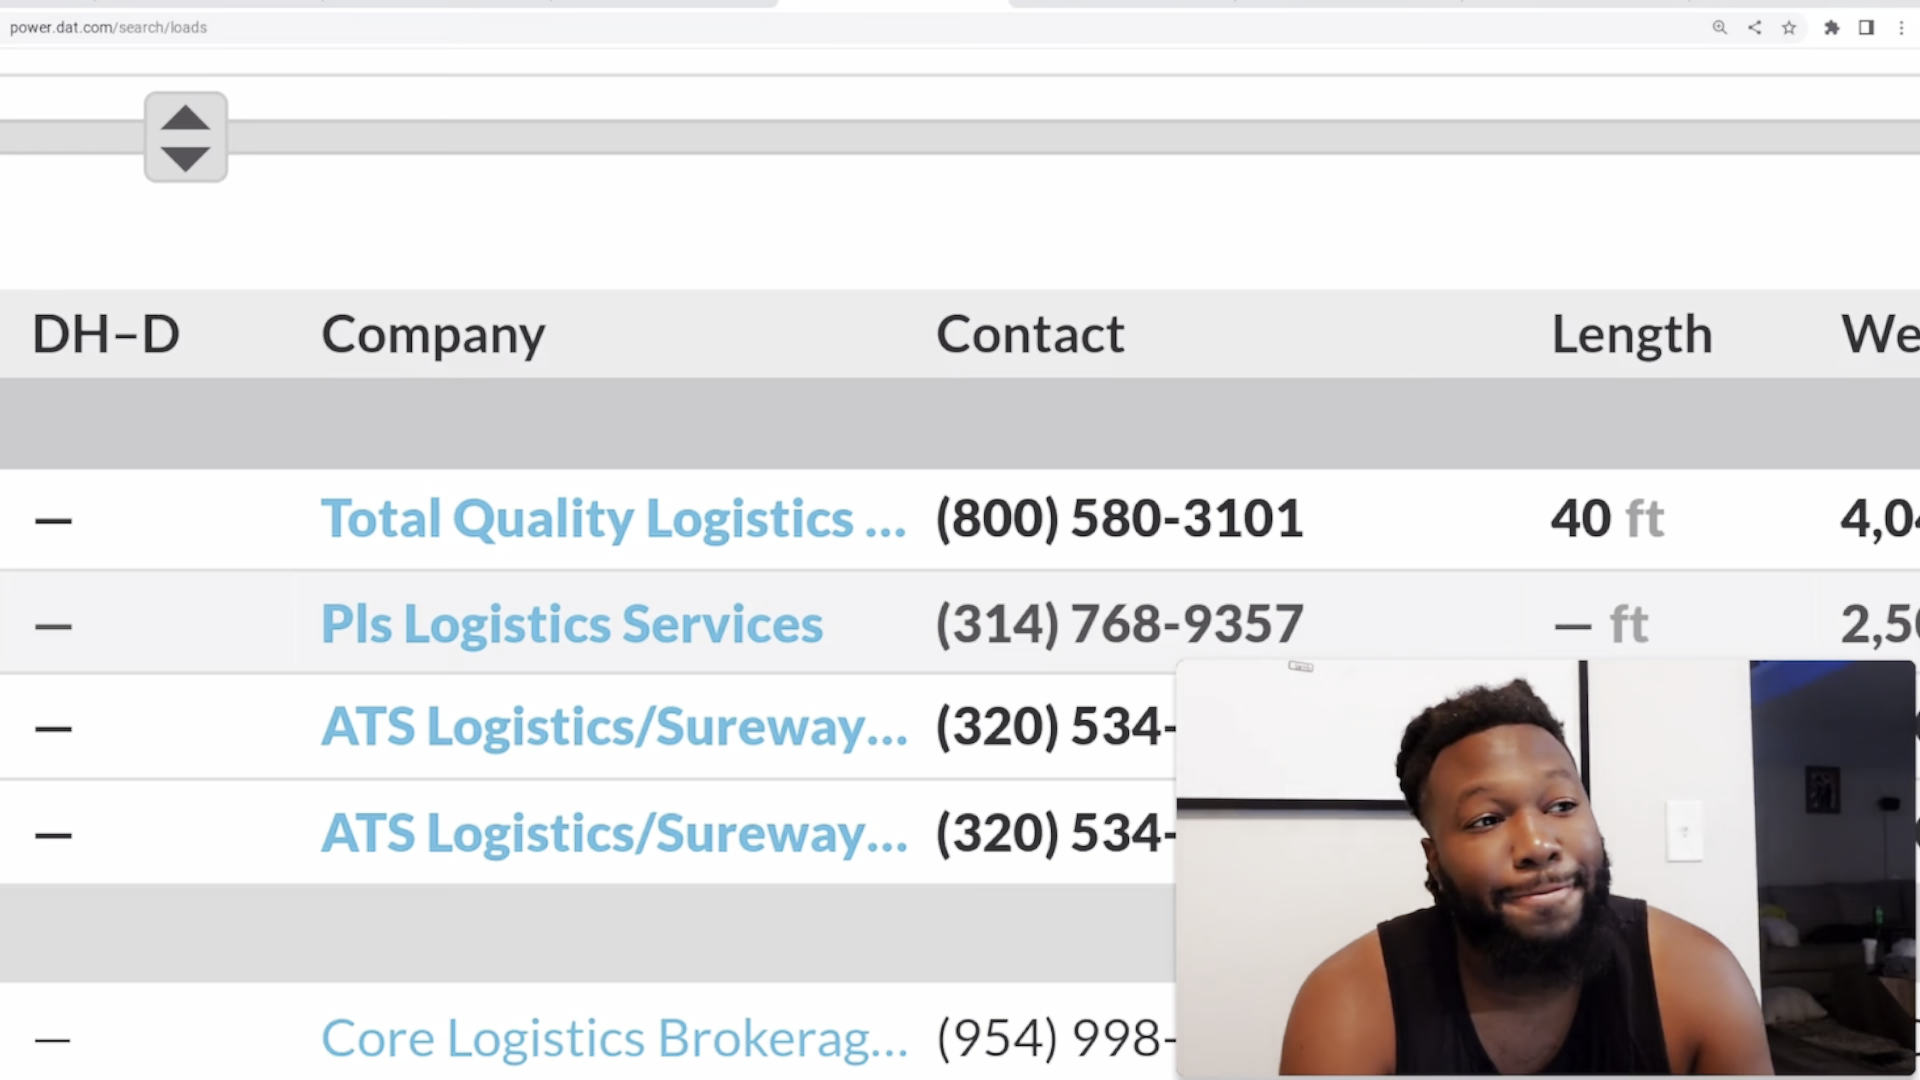 power.dat.com/search/loads
DH–D Company Contact Length We
— Total Quality Logistics ... (800) 580-3101 40 ft 4,04
— Pls Logistics Services (314) 768-9357 — ft 2,50
— ATS Logistics/Sureway... (320) 534-
— ATS Logistics/Sureway... (320) 534-
— Core Logistics Brokerag... (954) 998-